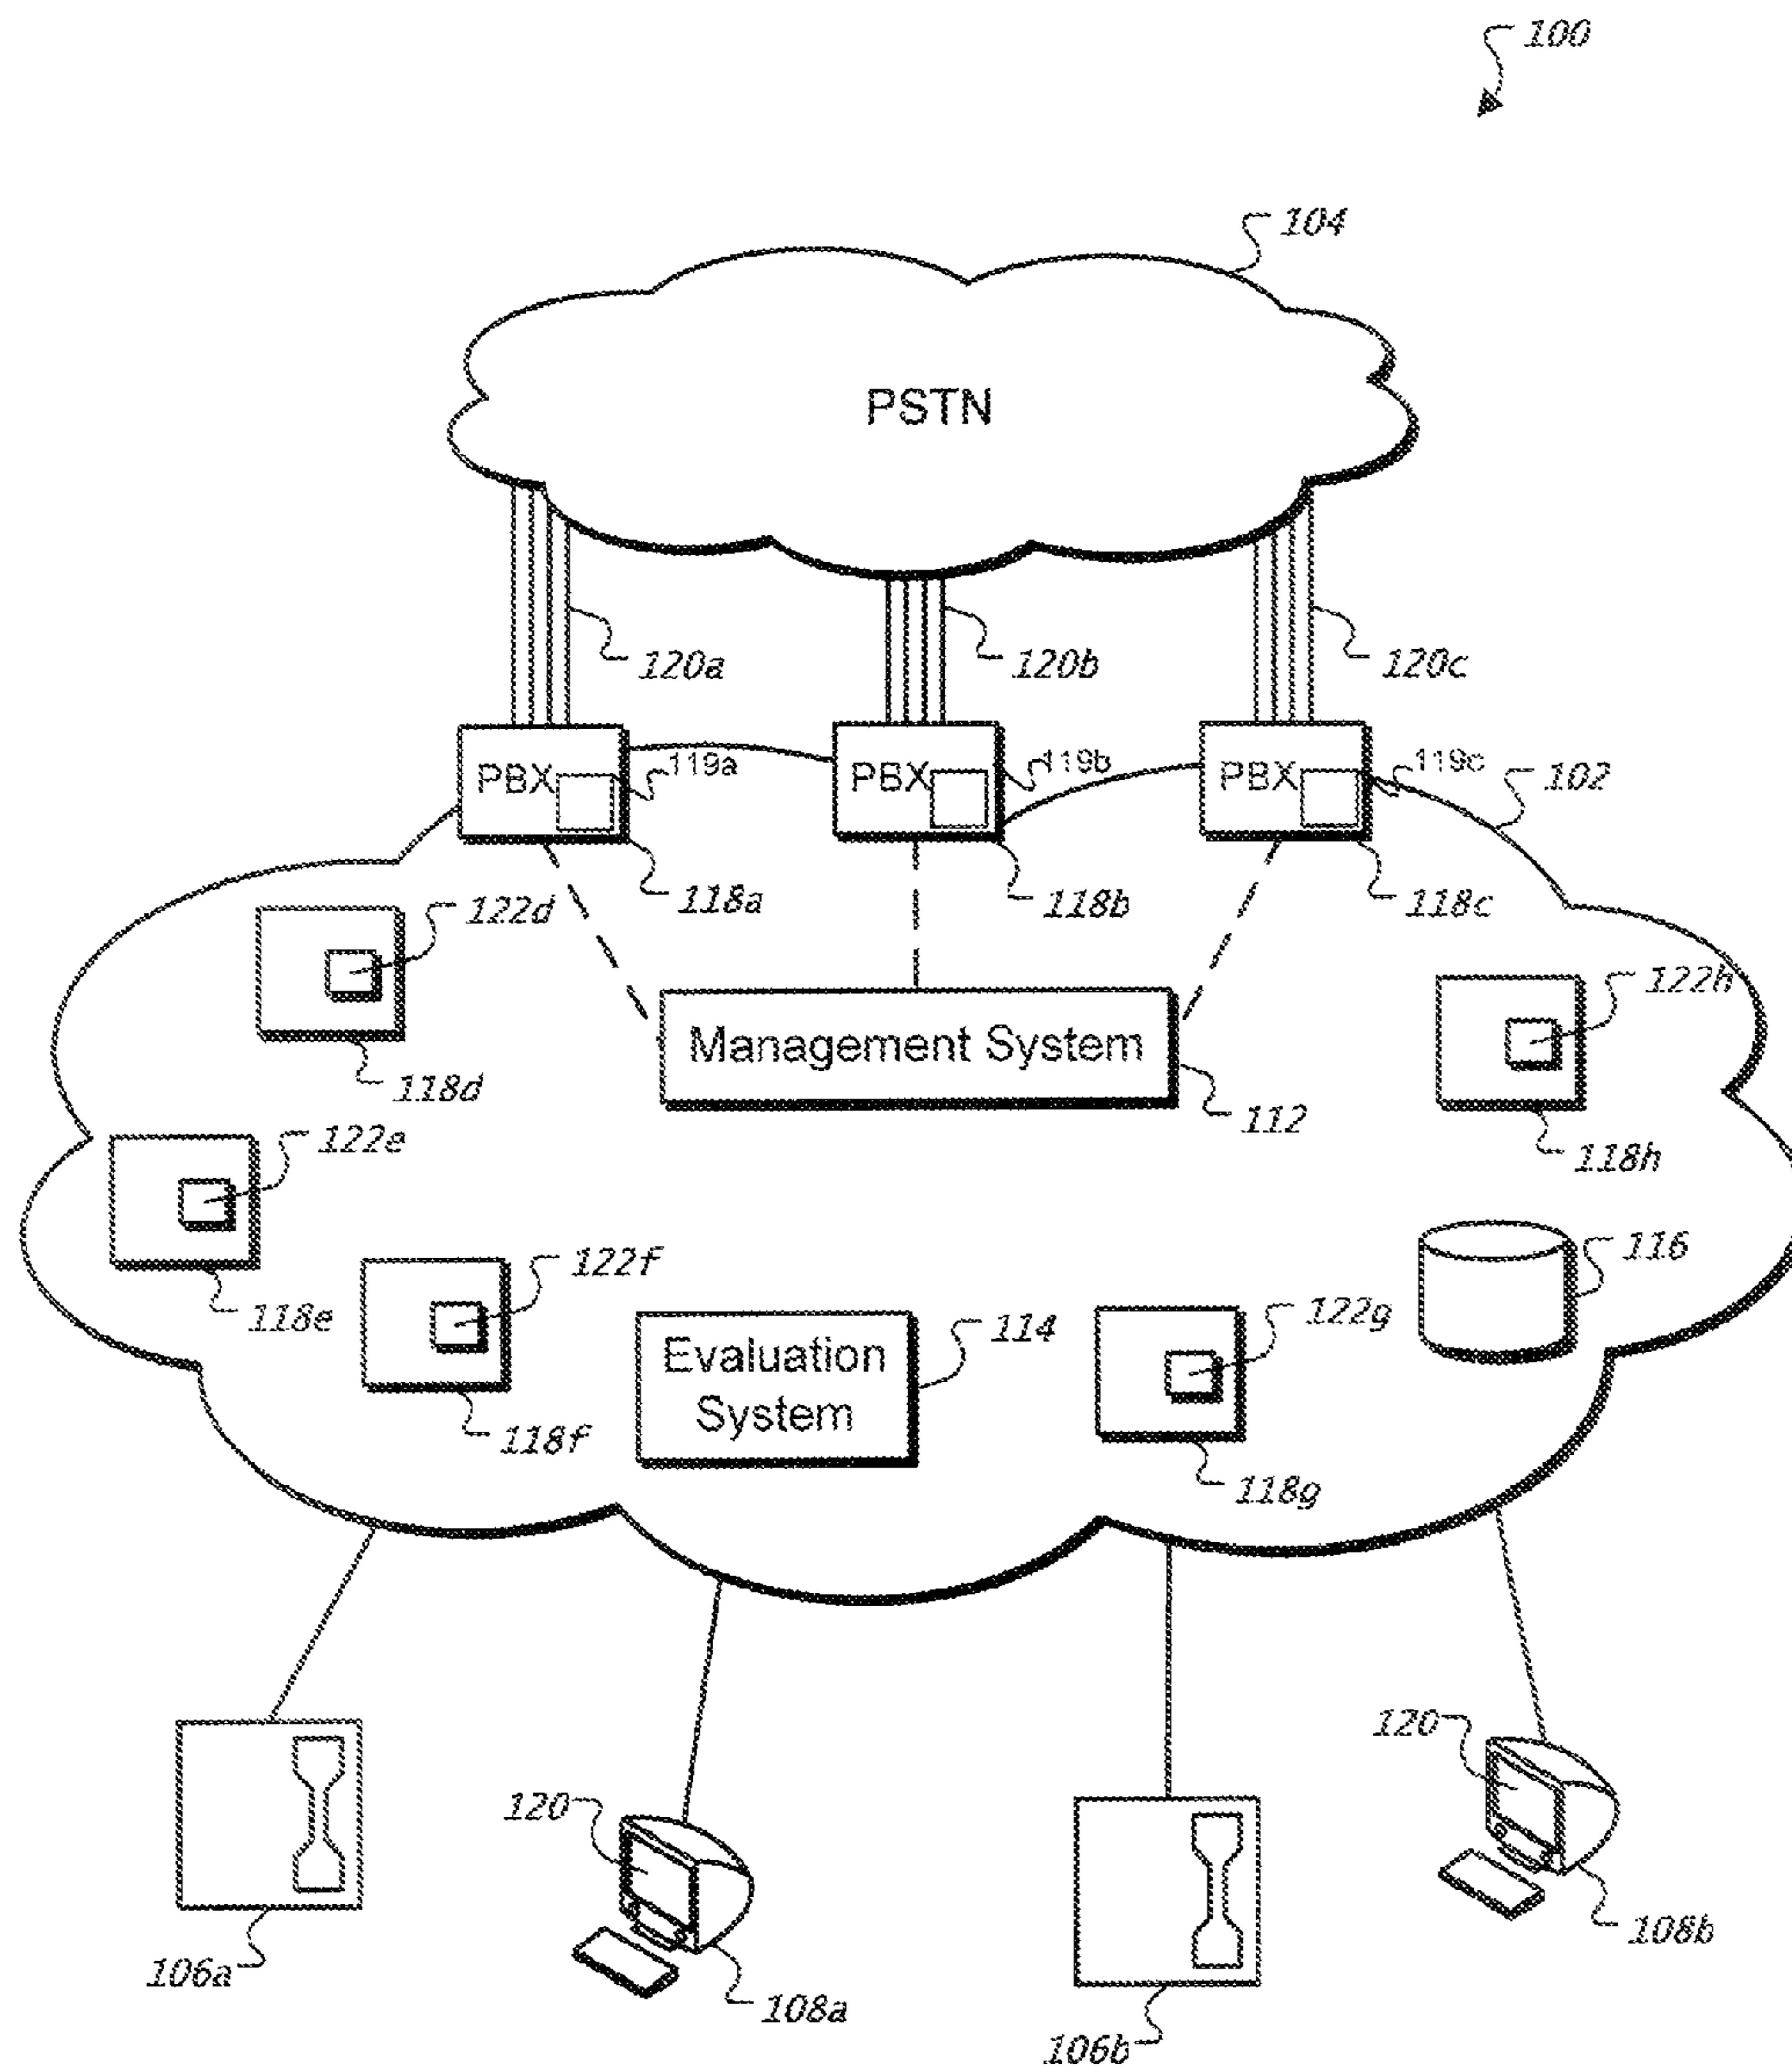 100
104
PSTN
120a
120b
120c
PBX
119a
PBX
119b
PBX
119c
102
118a
118b
118c
122d
122h
118d
Management System
112
118h
122e
118e
122f
Evaluation
System
114
122g
116
118f
118g
120
120
106a
108a
106b
108b